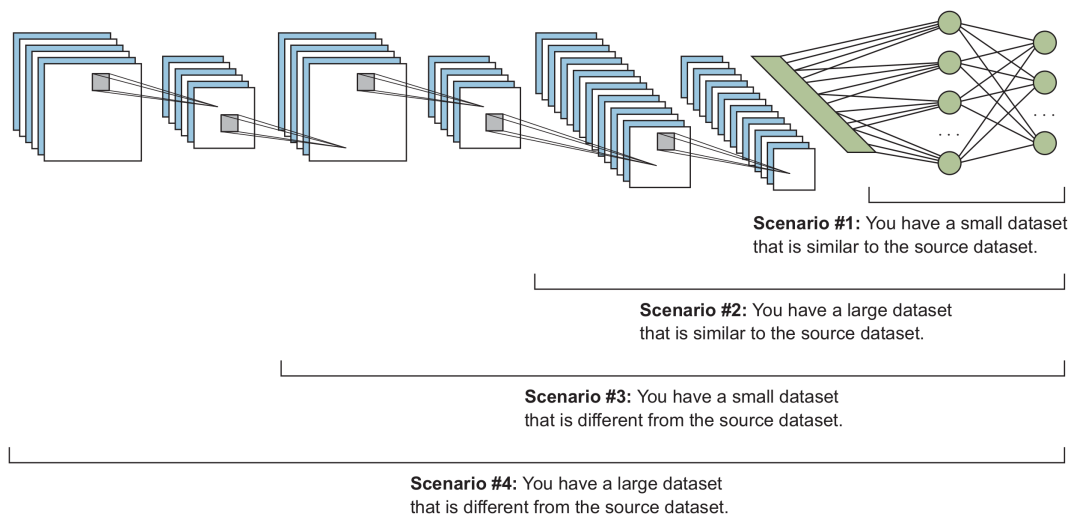 Scenario #1: You have a small dataset
that is similar to the source dataset.
Scenario #2: You have a large dataset
that is similar to the source dataset.
Scenario #3: You have a small dataset
that is different from the source dataset.
Scenario #4: You have a large dataset
that is different from the source dataset.